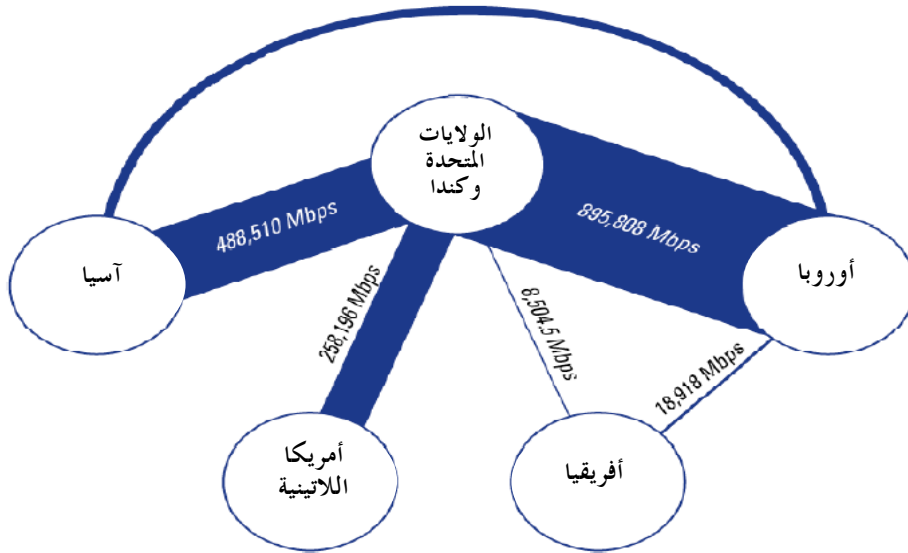 الولايات
المتحدة
وكندا
488,510 Mbps
895,808 Mbps
آسيا
أوروبا
258,196 Mbps
8,504.5 Mbps
18,918 Mbps
أمريكا
اللاتينية
أفريقيا